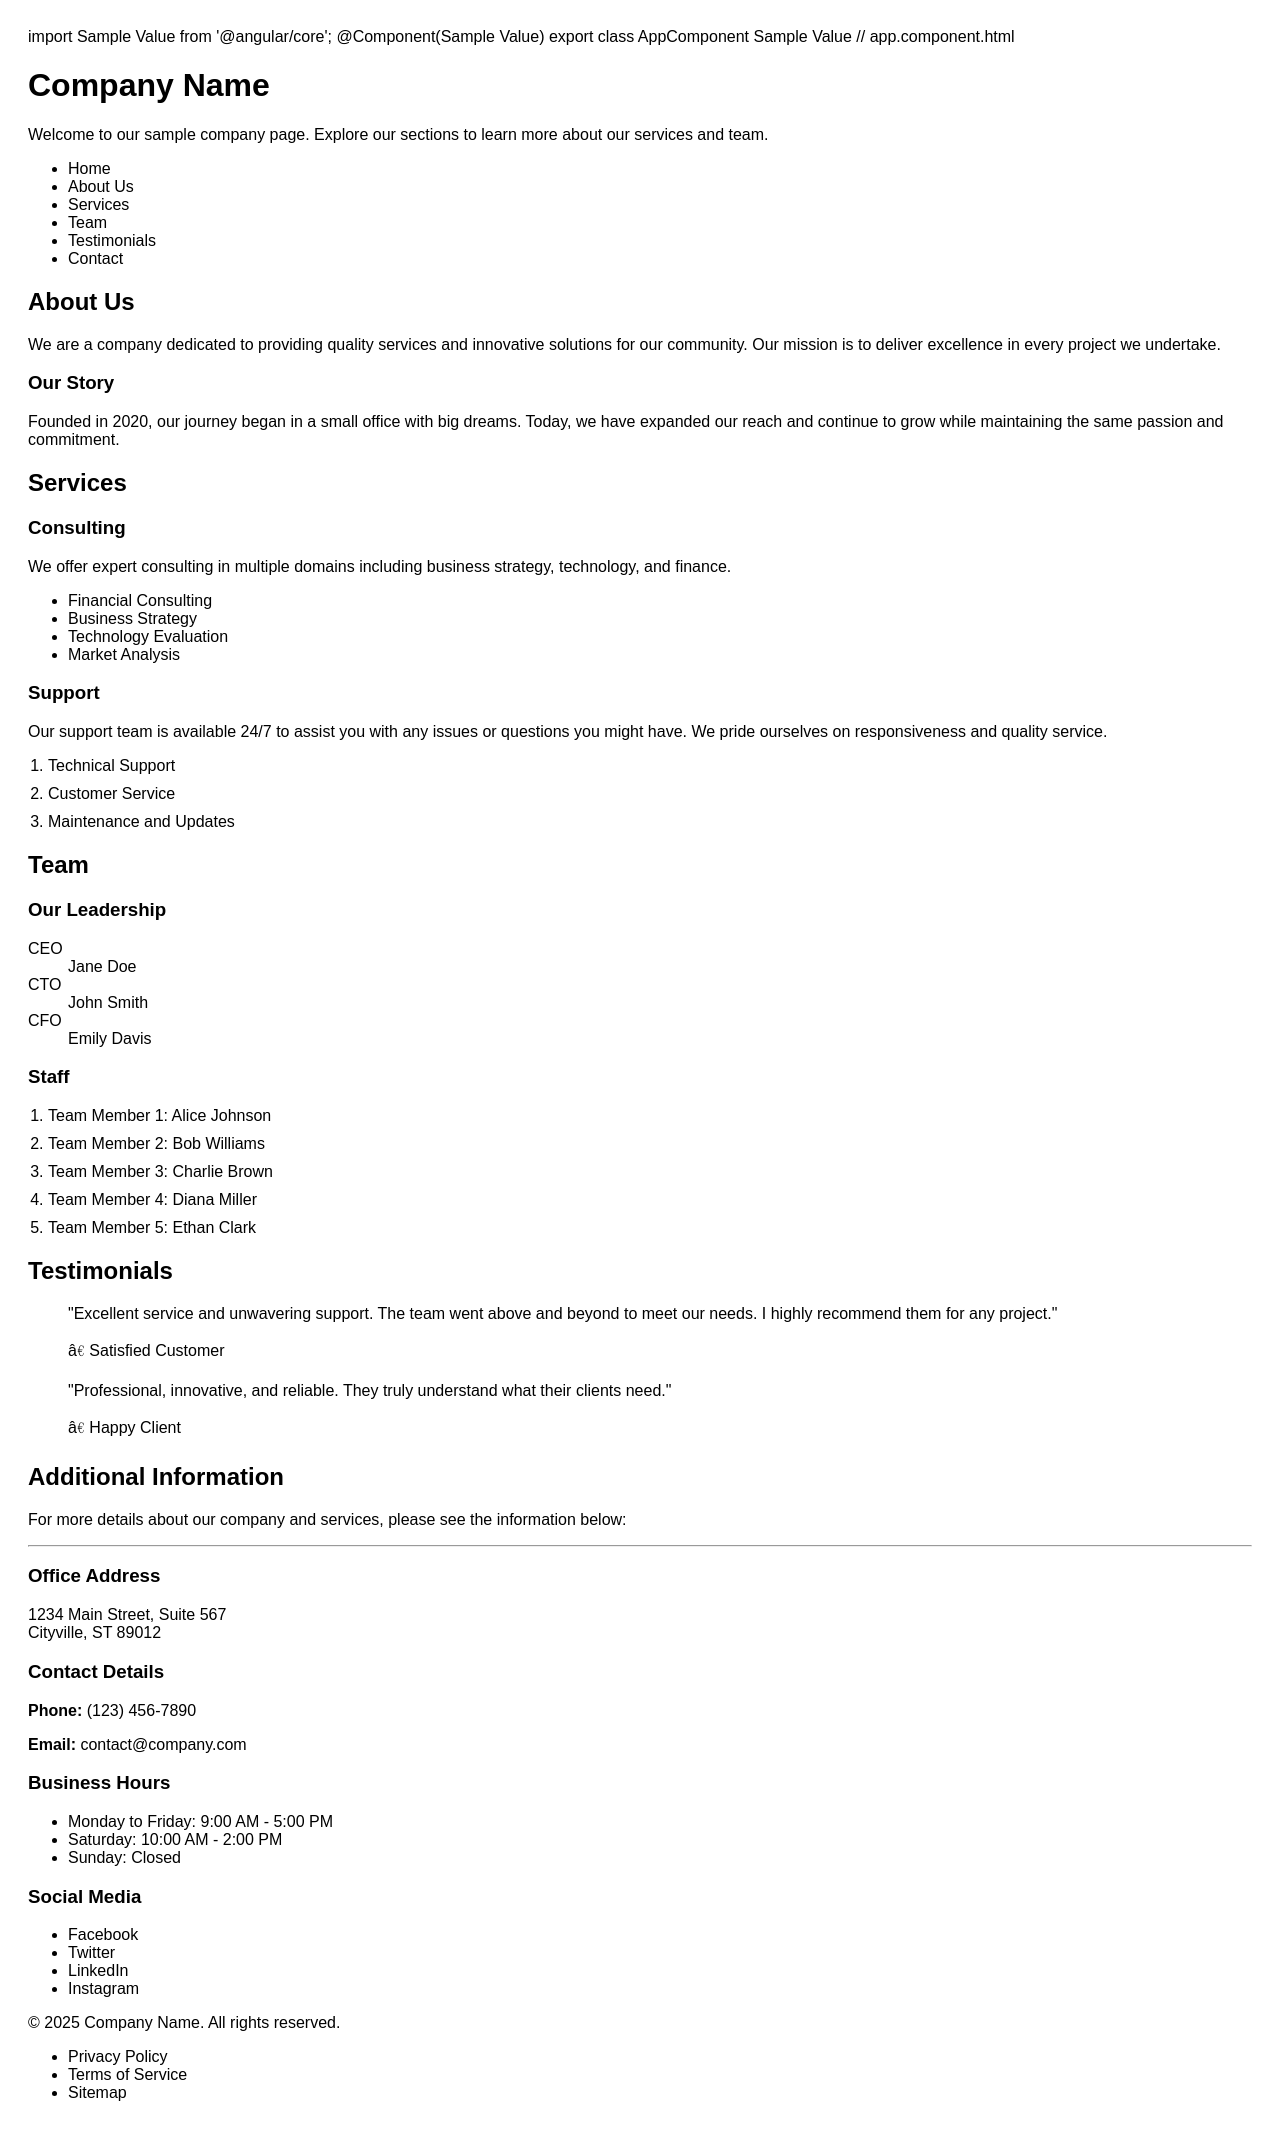 import Sample Value from '@angular/core'; @Component(Sample Value) export class AppComponent Sample Value // app.component.html
Company Name
Welcome to our sample company page. Explore our sections to learn more about our services and team.
• Home
• About Us
• Services
• Team
• Testimonials
• Contact
About Us
We are a company dedicated to providing quality services and innovative solutions for our community. Our mission is to deliver excellence in every project we undertake.
Our Story
Founded in 2020, our journey began in a small office with big dreams. Today, we have expanded our reach and continue to grow while maintaining the same passion and
commitment.
Services
Consulting
We offer expert consulting in multiple domains including business strategy, technology, and finance.
• Financial Consulting
• Business Strategy
• Technology Evaluation
• Market Analysis
Support
Our support team is available 24/7 to assist you with any issues or questions you might have. We pride ourselves on responsiveness and quality service.
1. Technical Support
2. Customer Service
3. Maintenance and Updates
Team
Our Leadership
CEO
Jane Doe
CTO
John Smith
CFO
Emily Davis
Staff
1. Team Member 1: Alice Johnson
2. Team Member 2: Bob Williams
3. Team Member 3: Charlie Brown
4. Team Member 4: Diana Miller
5. Team Member 5: Ethan Clark
Testimonials
"Excellent service and unwavering support. The team went above and beyond to meet our needs. I highly recommend them for any project."
â€ Satisfied Customer
"Professional, innovative, and reliable. They truly understand what their clients need."
â€ Happy Client
Additional Information
For more details about our company and services, please see the information below:
Office Address
1234 Main Street, Suite 567
Cityville, ST 89012
Contact Details
Phone: (123) 456-7890
Email: contact@company.com
Business Hours
• Monday to Friday: 9:00 AM - 5:00 PM
• Saturday: 10:00 AM - 2:00 PM
• Sunday: Closed
Social Media
• Facebook
• Twitter
• LinkedIn
• Instagram
© 2025 Company Name. All rights reserved.
• Privacy Policy
• Terms of Service
• Sitemap